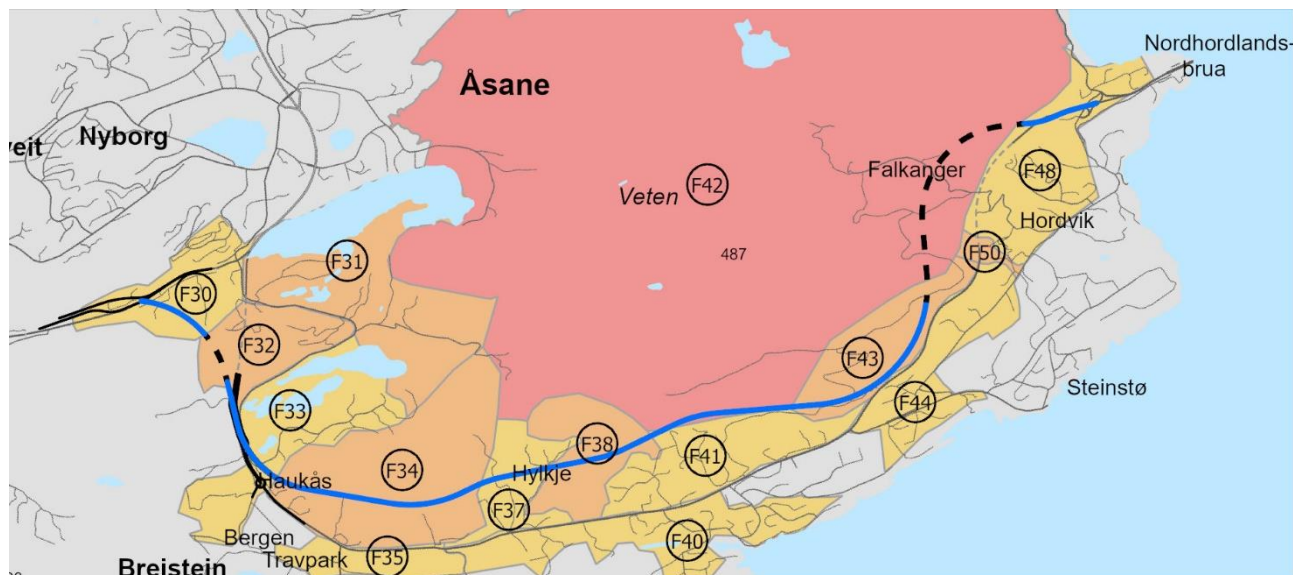 Nordhordlands-
brua
Åsane
Nyborg
veit
Falkanger
F48
Veten
F42
Hordvik
F31
487
F50
F30
F32
F43
Steinstø
F33
F44
F38
F41
F34
Hylkje
Haukås
F37
Bergen
Travpark
F40
F35
Breistein